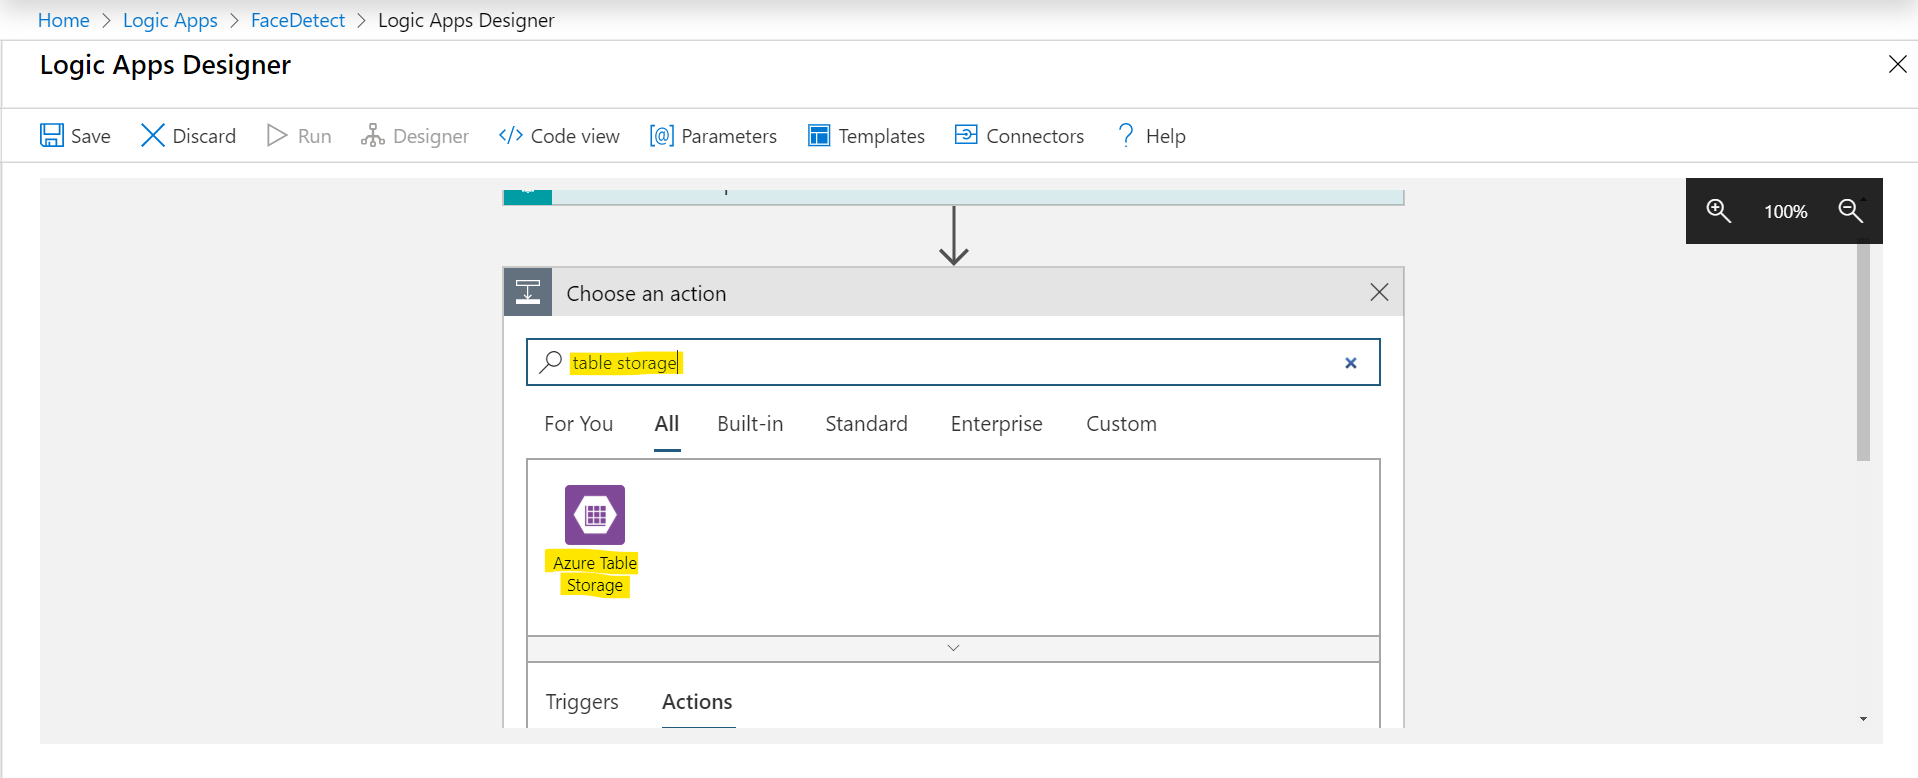 Home > Logic Apps > FaceDetect > Logic Apps Designer
Logic Apps Designer
Save Discard Run Designer </> Code view [@] Parameters Templates Connectors ? Help
100%
Choose an action
table storage
For You All Built-in Standard Enterprise Custom
Azure Table
Storage
Triggers Actions